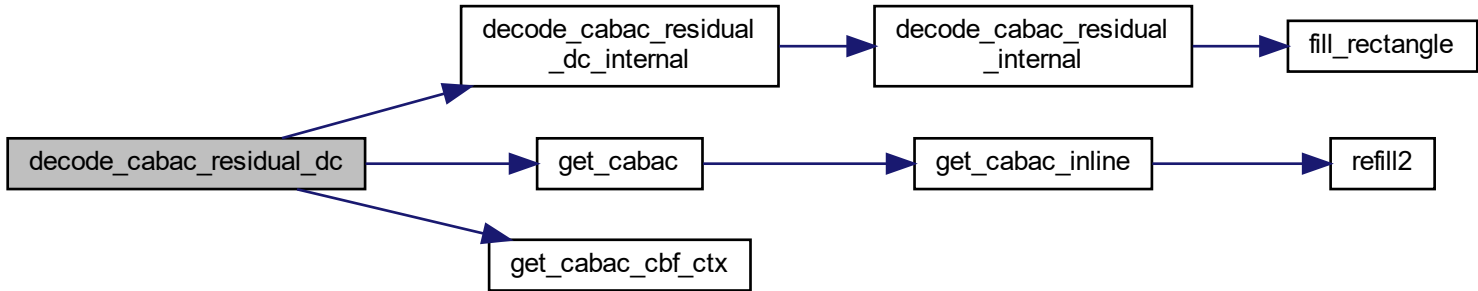 decode_cabac_residual
_dc_internal
decode_cabac_residual
_internal
fill_rectangle
decode_cabac_residual_dc
get_cabac
get_cabac_inline
refill2
get_cabac_cbf_ctx